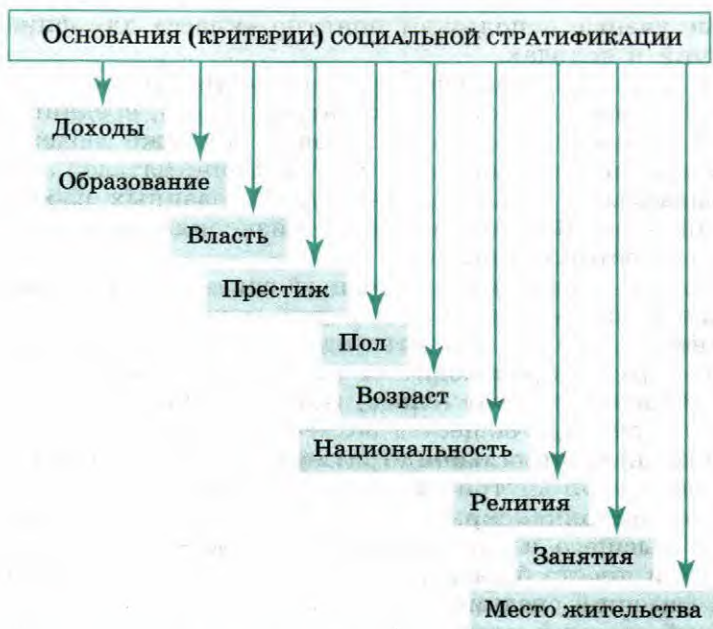 Основания (критерии) социальной стратификации
Доходы
Образование
Власть
Престиж
Пол
Возраст
Национальность
Религия
Занятия
Место жительства